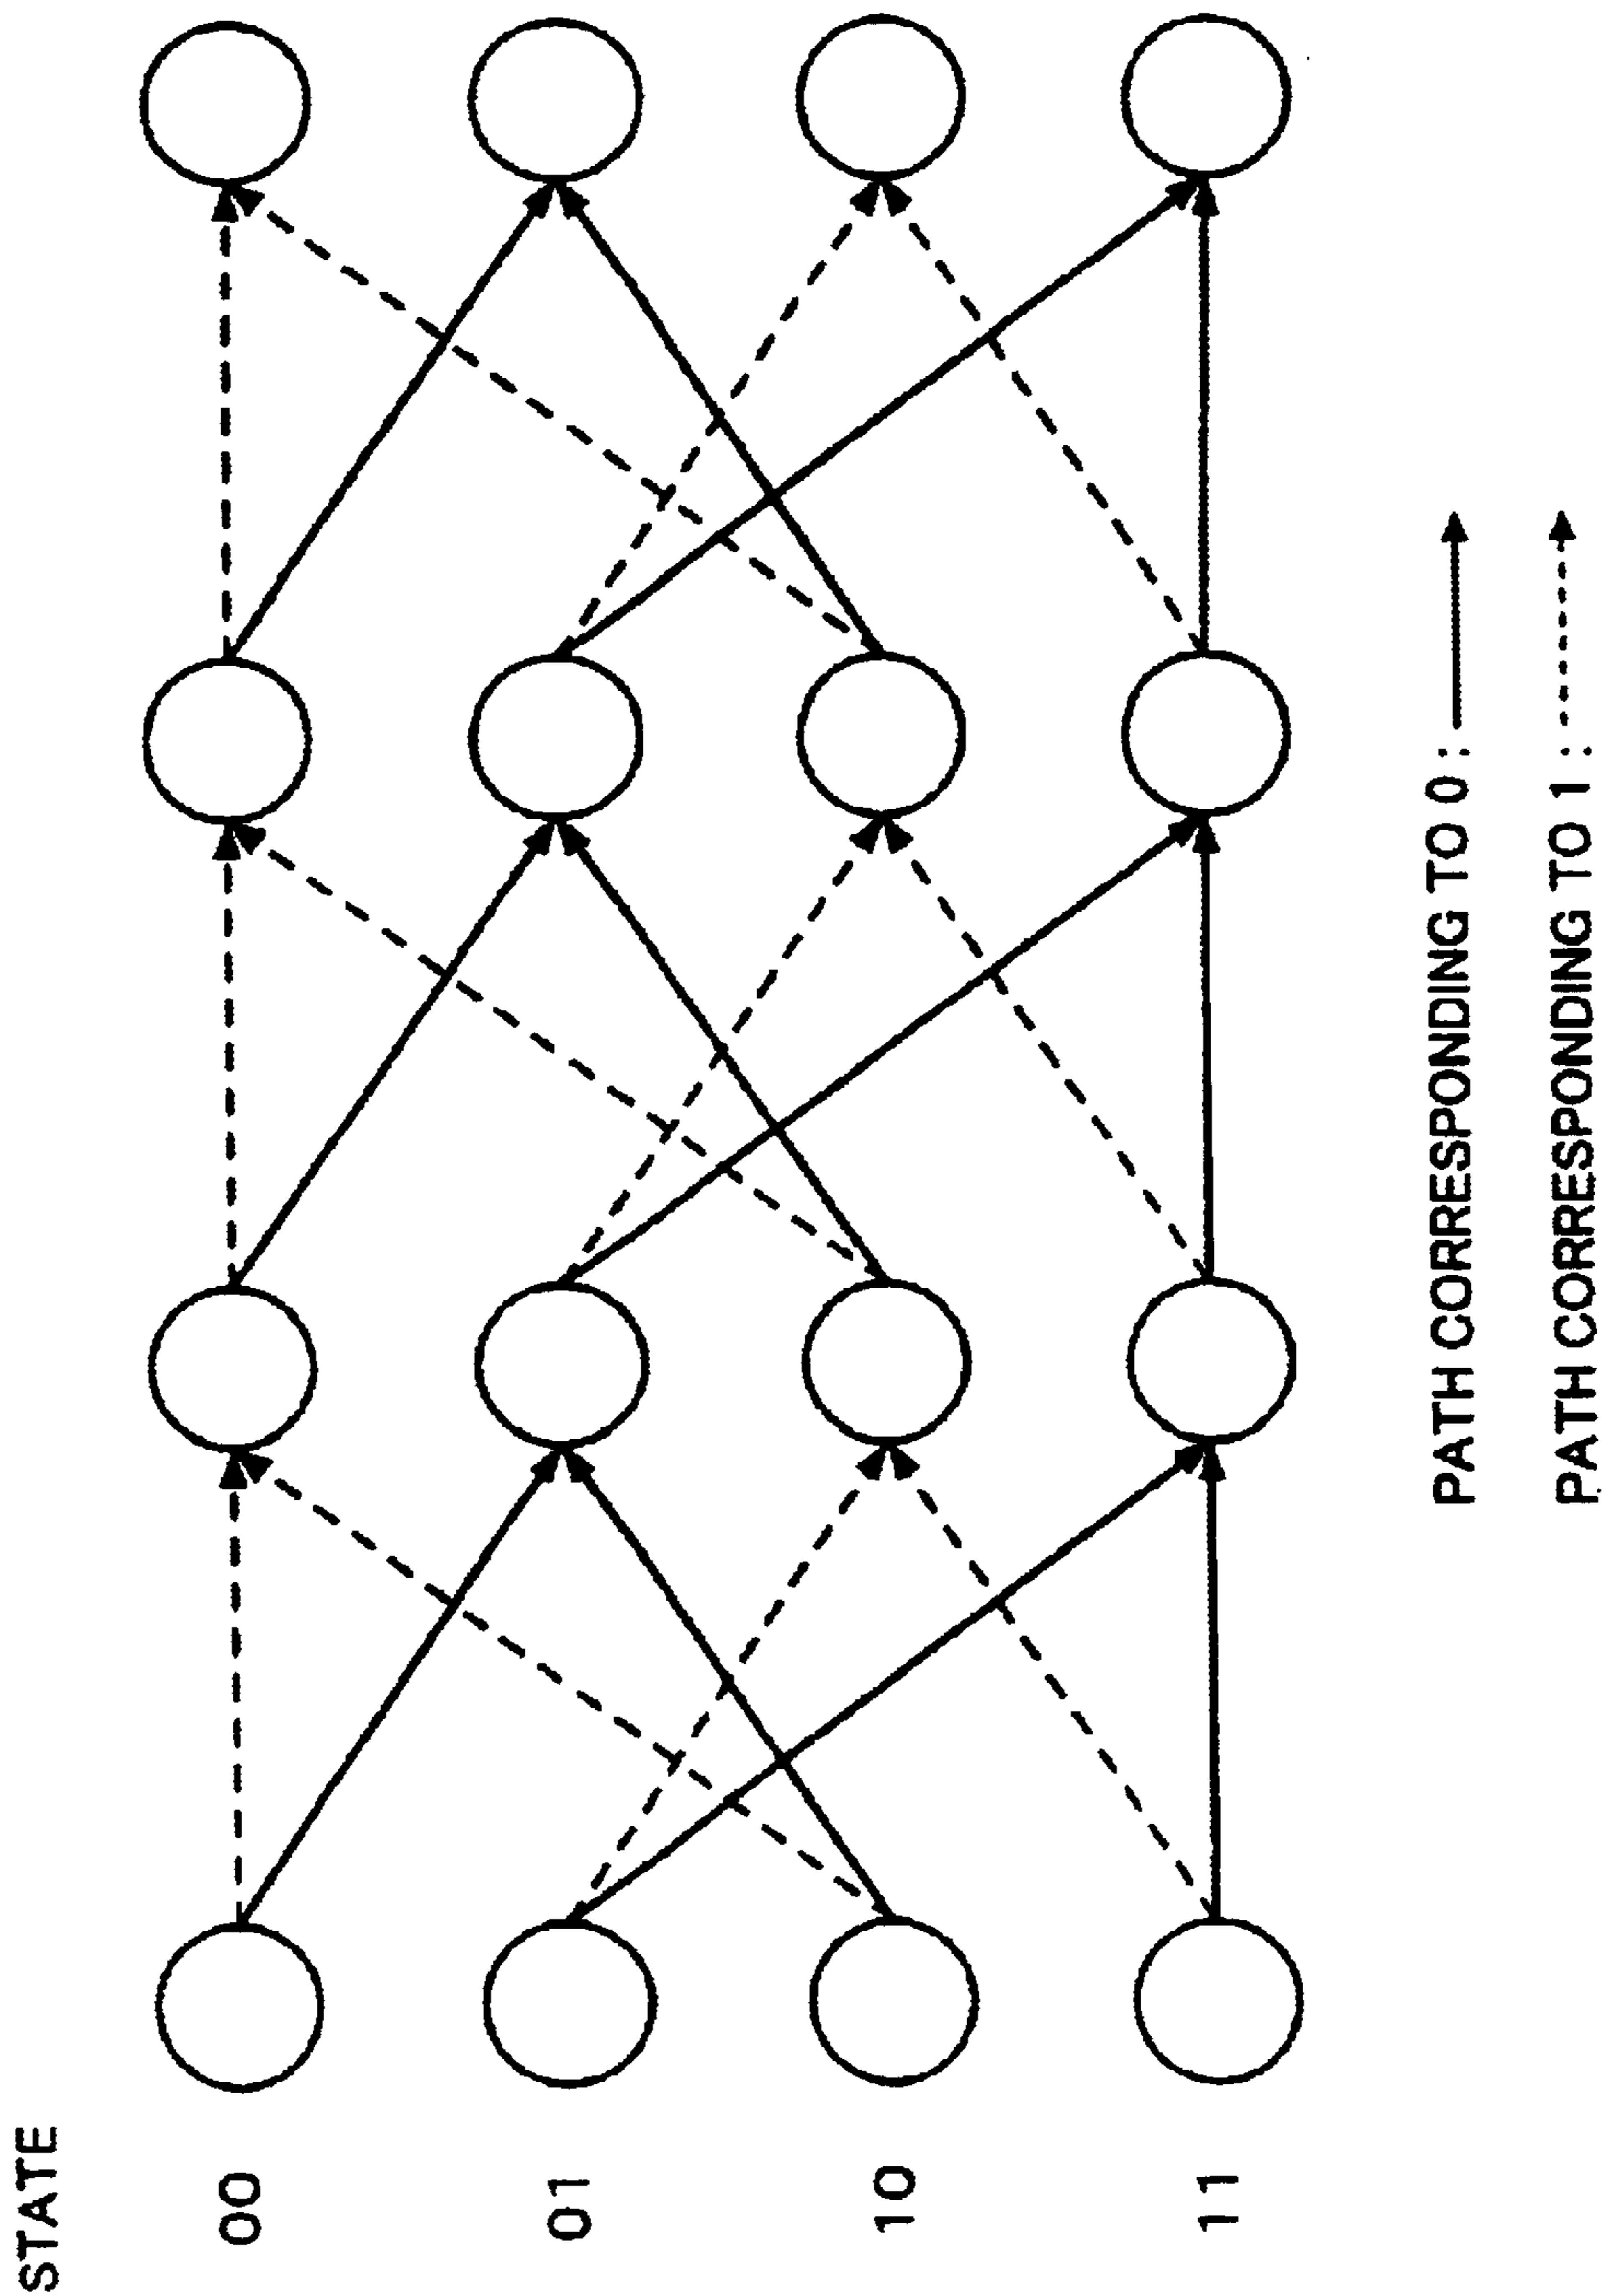 STATE
00
01
10
11
PATH CORRESPONDING TO 0 :
PATH CORRESPONDING TO 1 :